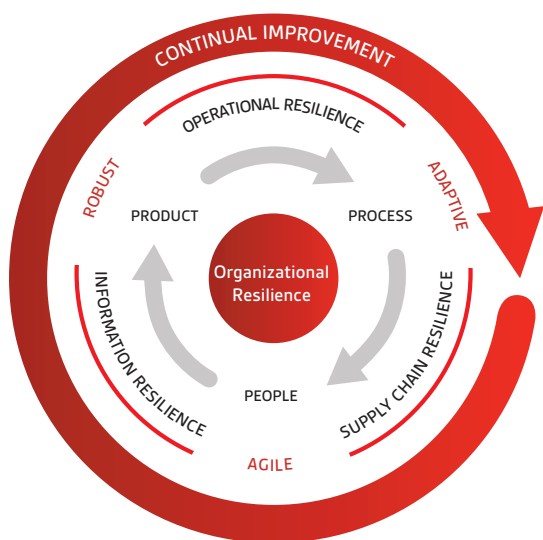 CONTINUAL IMPROVEMENT
OPERATIONAL RESILIENCE
ROBUST
ADAPTIVE
PRODUCT
PROCESS
Organizational
Resilience
INFORMATION RESILIENCE
SUPPLY CHAIN RESILIENCE
PEOPLE
AGILE